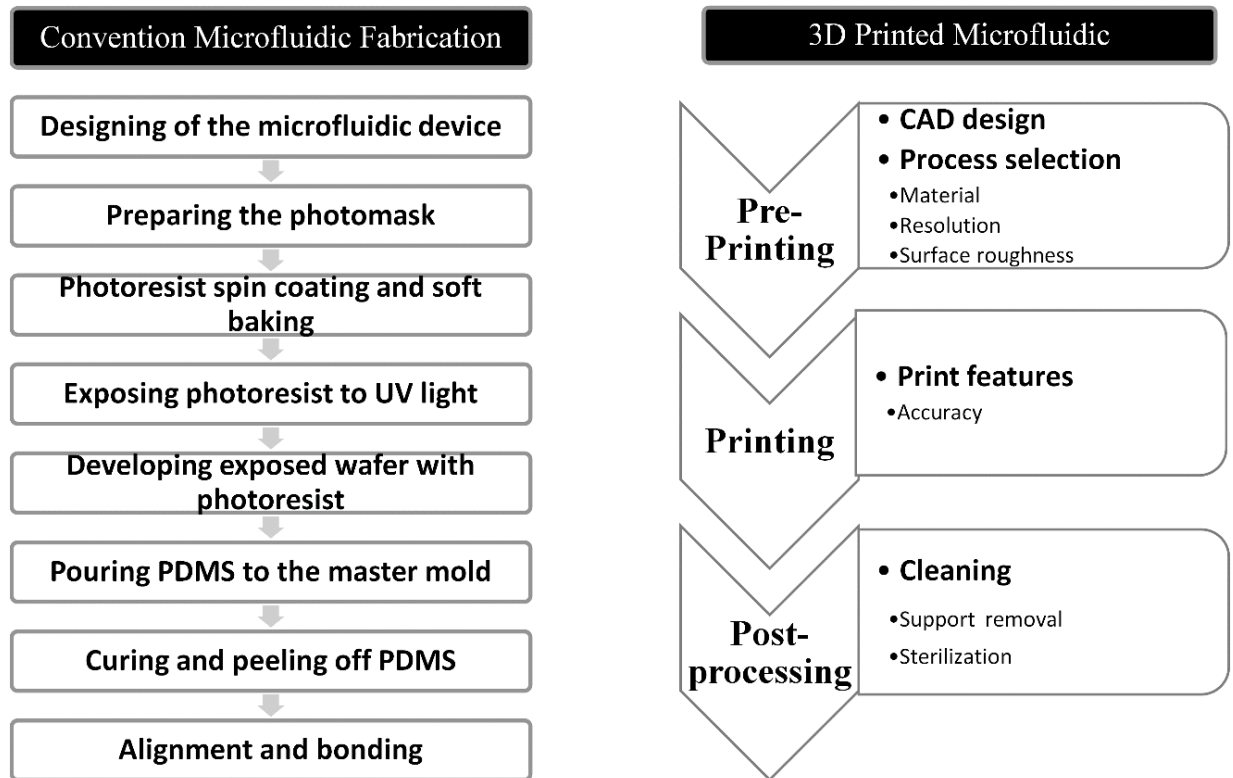 Convention Microfluidic Fabrication
Designing of the microfluidic device
Preparing the photomask
Photoresist spin coating and soft
baking
Exposing photoresist to UV light
Developing exposed wafer with
photoresist
Pouring PDMS to the master mold
Curing and peeling off PDMS
Alignment and bonding
3D Printed Microfluidic
Pre-
Printing
• CAD design
• Process selection
•Material
•Resolution
•Surface roughness
Printing
• Print features
•Accuracy
Post-
processing
• Cleaning
•Support removal
•Sterilization